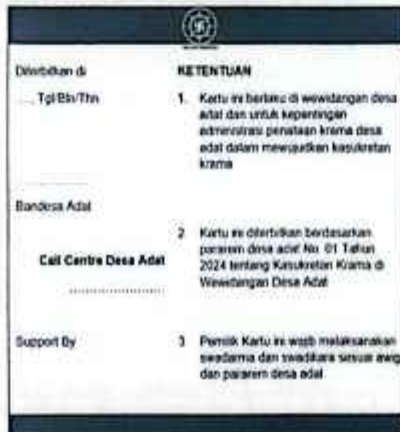 Diterbitkan di
..., Tgl/Bln/Thn
Bandesa Adat
Call Centre Desa Adat
Support By
KETENTUAN
1. Kartu ini berlaku di wewidangan desa
adat dan untuk kepentingan
administrasi penataan krama desa
adat dalam mewujudkan kasukretan
krama
2 Kartu ini diterbitkan berdasarkan
pararem desa adat No. 01 Tahun
2024 tentang Kasukretan Krama di
Wewidangan Desa Adat
3 Pemilik Kartu ini wajib melaksanakan
swadarma dan swadikara sesuai awig
dan pararem desa adat